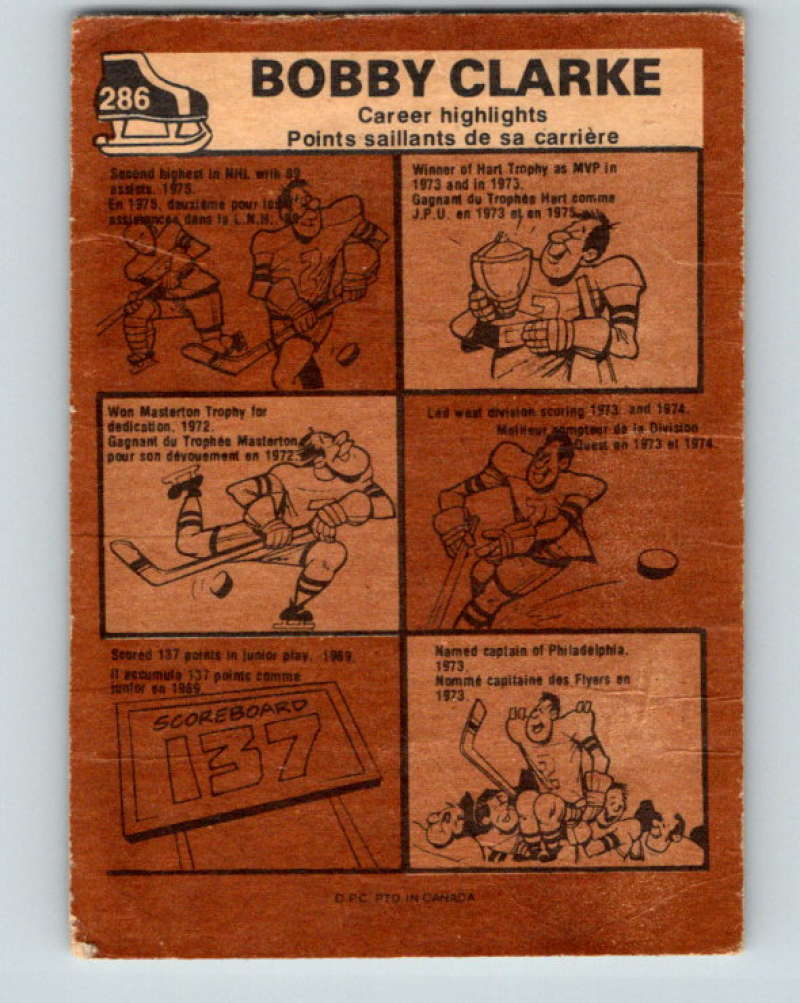 286
BOBBY CLARKE
Career highlights
Points saillants de sa carrière
Second highest in NHL with 89
assists. 1975.
En 1975, deuxième pour les
assistances dans la L.N.H. 89
Winner of Hart Trophy as MVP in
1973 and in 1973.
Gagnant du Trophée Hart comme
J.P.U. en 1973 et en 1975.
Won Masterton Trophy for
dedication, 1972.
Gagnant du Trophée Masterton
pour son dévouement en 1972.
Led west division scoring 1973 and 1974.
Meilleur compteur de la Division
Ouest en 1973 et 1974.
Scored 137 points in junior play, 1969.
Il accumula 137 points comme
junior en 1969.
SCOREBOARD
137
Named captain of Philadelphia,
1973.
Nommé capitaine des Flyers en
1973.
O.P.C. PTD IN CANADA